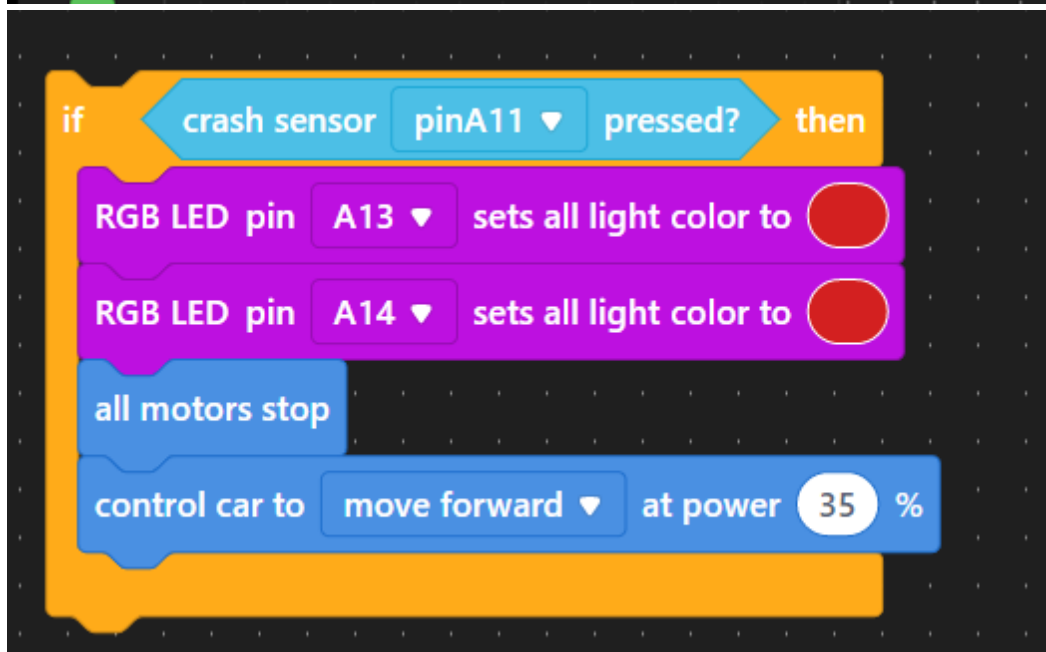 if crash sensor pinA11 pressed? then
RGB LED pin A13 sets all light color to
RGB LED pin A14 sets all light color to
all motors stop
control car to move forward at power 35 %